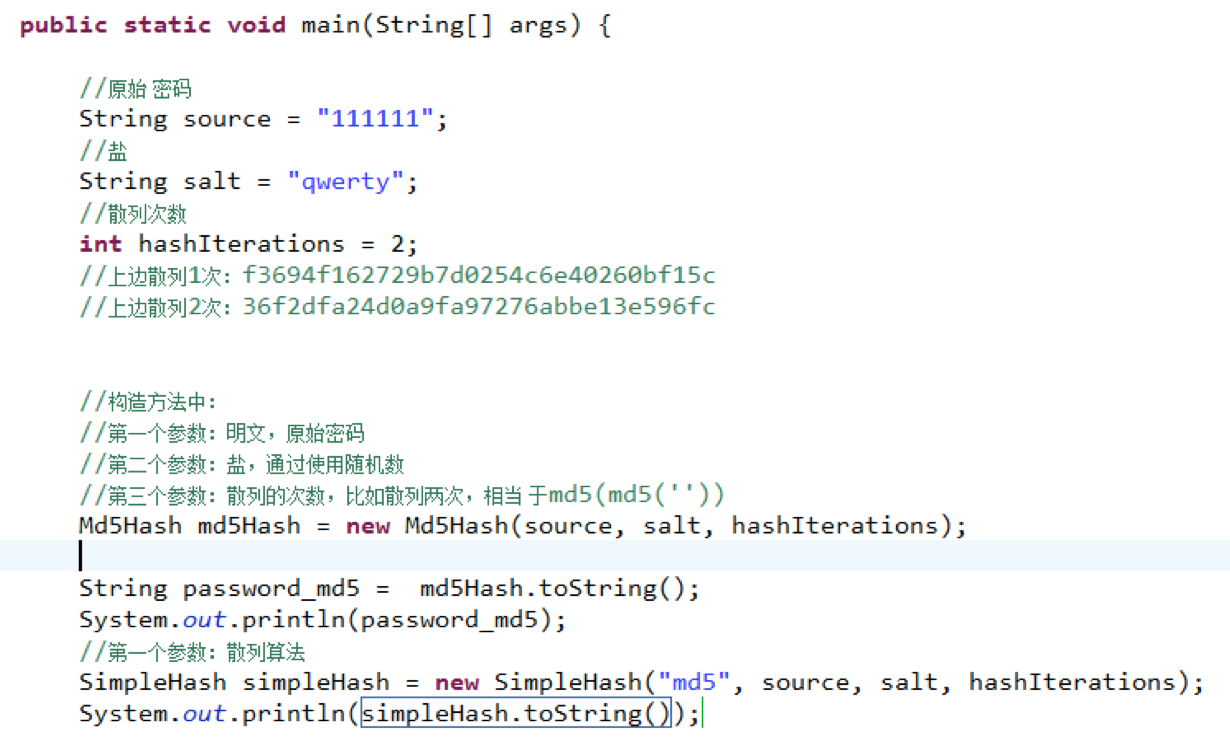 public static void main(String[] args) {
//原始 密码
String source = "111111";
//盐
String salt = "qwerty";
//散列次数
int hashIterations = 2;
//上边散列1次：f3694f162729b7d0254c6e40260bf15c
//上边散列2次：36f2dfa24d0a9fa97276abbe13e596fc
//构造方法中：
//第一个参数：明文，原始密码
//第二个参数：盐，通过使用随机数
//第三个参数：散列的次数，比如散列两次，相当 于md5(md5(''))
Md5Hash md5Hash = new Md5Hash(source, salt, hashIterations);
String password_md5 =  md5Hash.toString();
System.out.println(password_md5);
//第一个参数：散列算法
SimpleHash simpleHash = new SimpleHash("md5", source, salt, hashIterations);
System.out.println(simpleHash.toString());